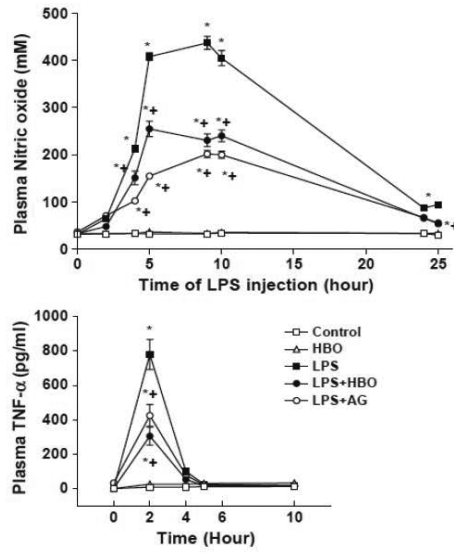 500
400
300
200
100
0
Plasma Nitric oxide (mM)
*
*
*
*
*+
*+
*+
*+
*+
*+
*+
*+
*
*+
0 5 10 15 20 25
Time of LPS injection (hour)
1000
800
600
400
200
0
Plasma TNF-α (pg/ml)
*
*+
*+
Control
HBO
LPS
LPS+HBO
LPS+AG
0 2 4 6 10
Time (Hour)